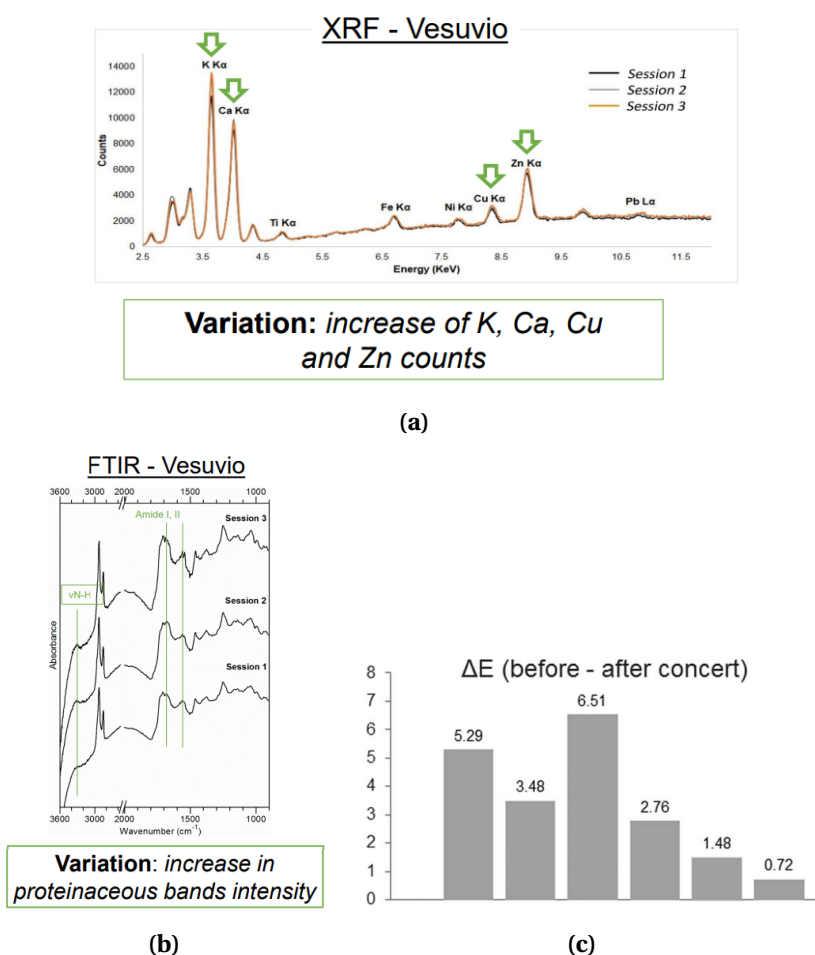 XRF - Vesuvio
14000
12000
10000
8000
6000
4000
2000
0
Counts
K Kα
Ca Kα
Ti Kα
Fe Kα
Ni Kα
Cu Kα
Zn Kα
Pb Lα
Session 1
Session 2
Session 3
2.5 3.5 4.5 5.5 6.5 7.5 8.5 9.5 10.5 11.5
Energy (KeV)
Variation: increase of K, Ca, Cu
and Zn counts
(a)
FTIR - Vesuvio
3600 3000 2000 1500 1000
Amide I, II
Session 3
νN-H
Session 2
Session 1
Absorbance
3600 3000 2000 1500 1000
Wavenumber (cm⁻¹)
Variation: increase in
proteinaceous bands intensity
(b)
ΔE (before - after concert)
8
7
6
5
4
3
2
1
0
5.29
3.48
6.51
2.76
1.48
0.72
(c)